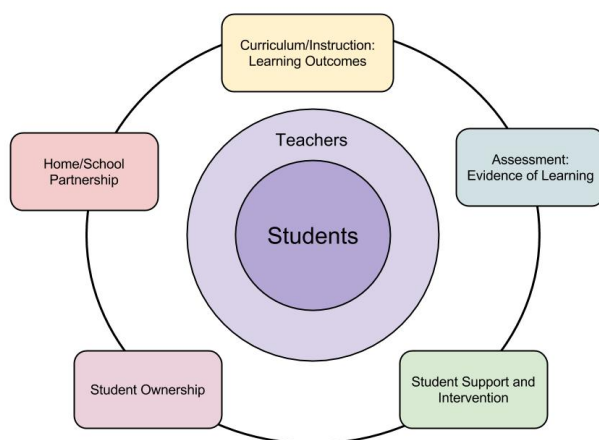 Curriculum/Instruction:
Learning Outcomes
Teachers
Home/School
Partnership
Assessment:
Evidence of Learning
Students
Student Ownership
Student Support and
Intervention